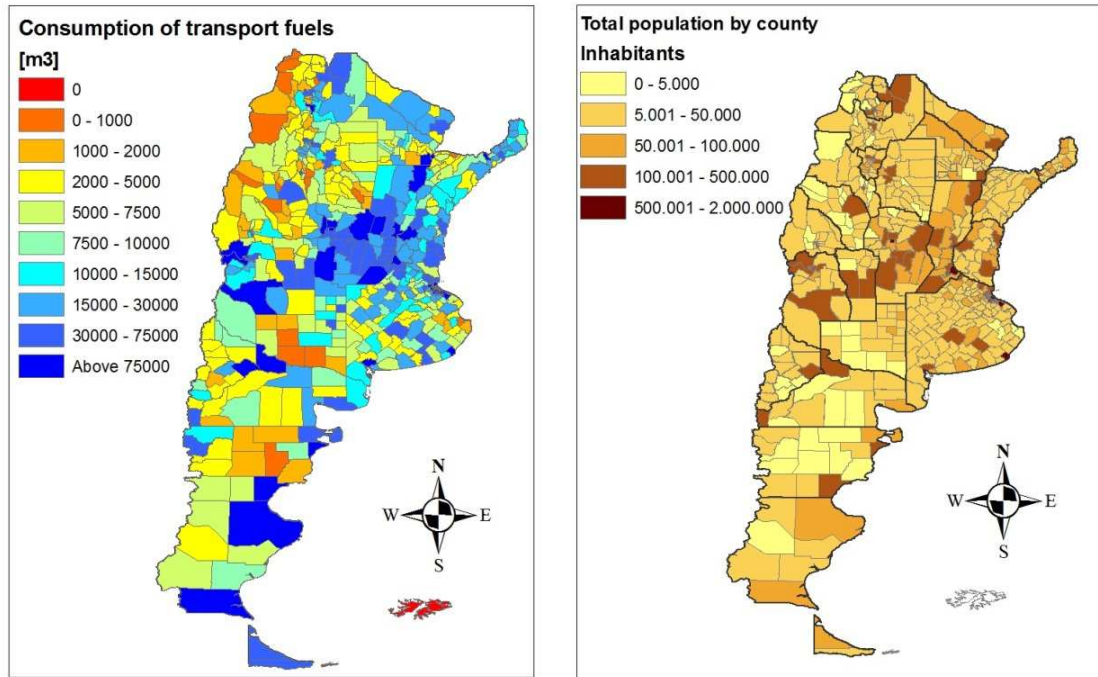 Consumption of transport fuels
[m3]
0
0 - 1000
1000 - 2000
2000 - 5000
5000 - 7500
7500 - 10000
10000 - 15000
15000 - 30000
30000 - 75000
Above 75000
N
W
E
S
Total population by county
Inhabitants
0 - 5.000
5.001 - 50.000
50.001 - 100.000
100.001 - 500.000
500.001 - 2.000.000
N
W
E
S